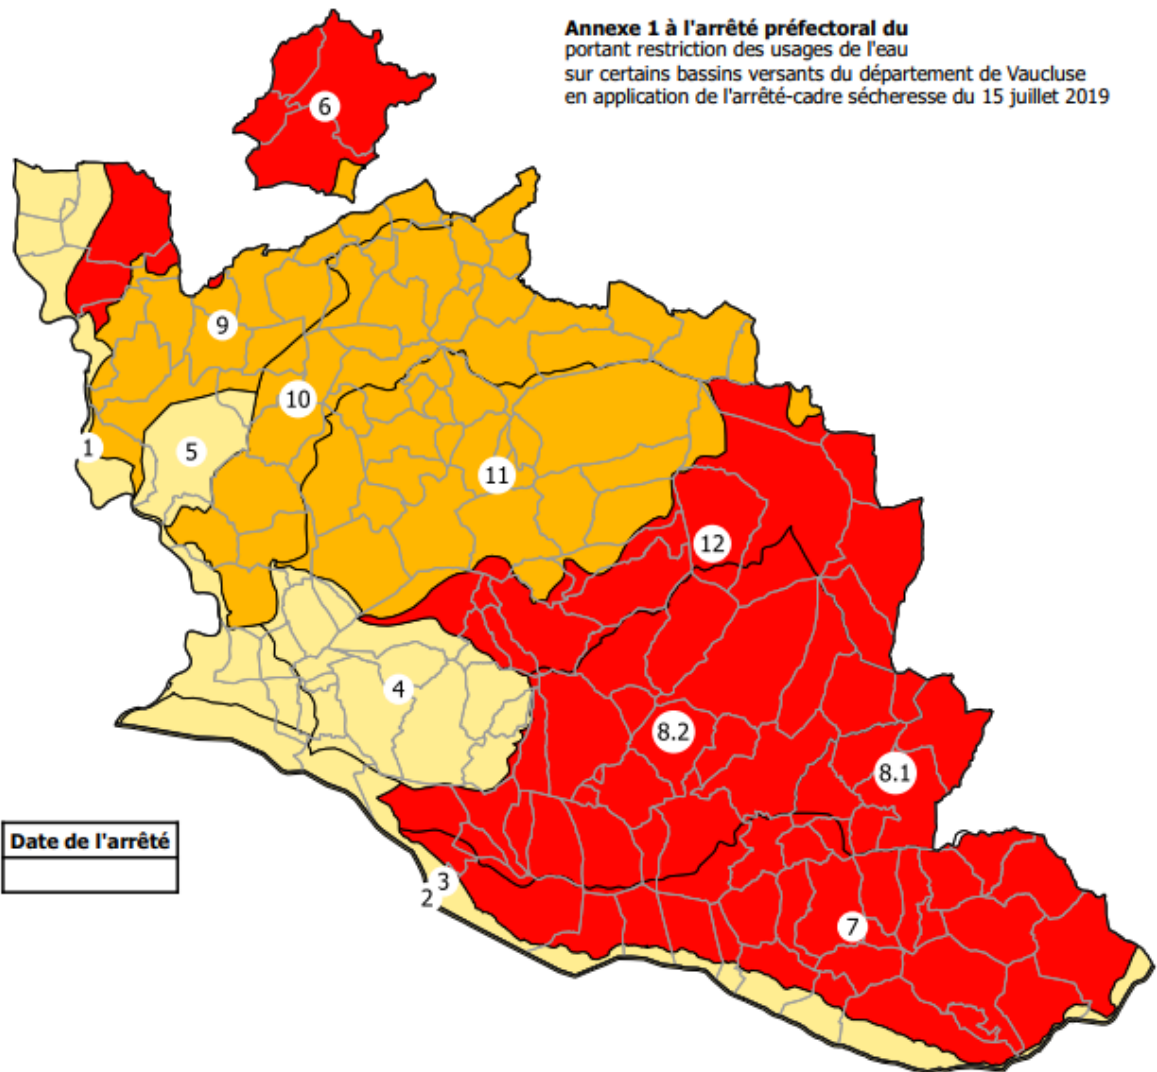 Annexe 1 à l'arrêté préfectoral du
portant restriction des usages de l'eau
sur certains bassins versants du département de Vaucluse
en application de l'arrêté-cadre sécheresse du 15 juillet 2019
6
9
10
1
5
11
12
4
8.2
8.1
Date de l'arrêté
3
2
7